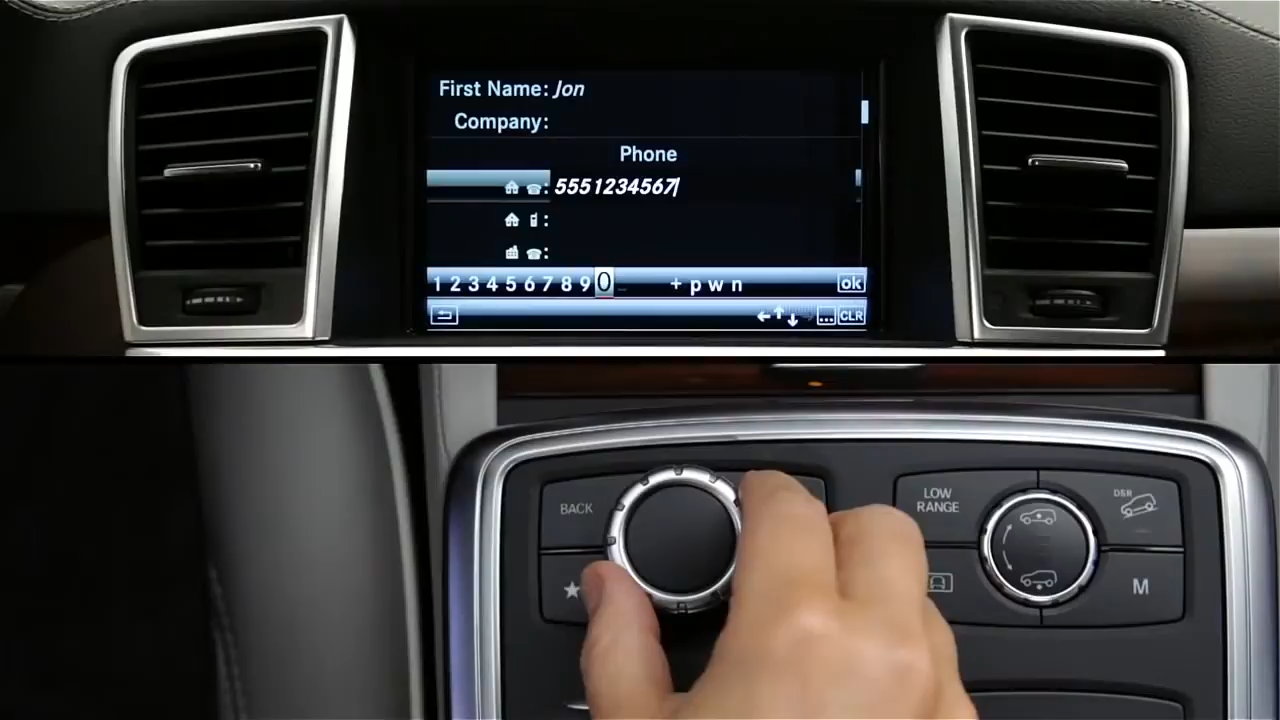 First Name: Jon
Company:
Phone
: 5551234567
:
:
1 2 3 4 5 6 7 8 9 0 _ + p w n ok
... CLR
BACK
LOW
RANGE
DSR
M